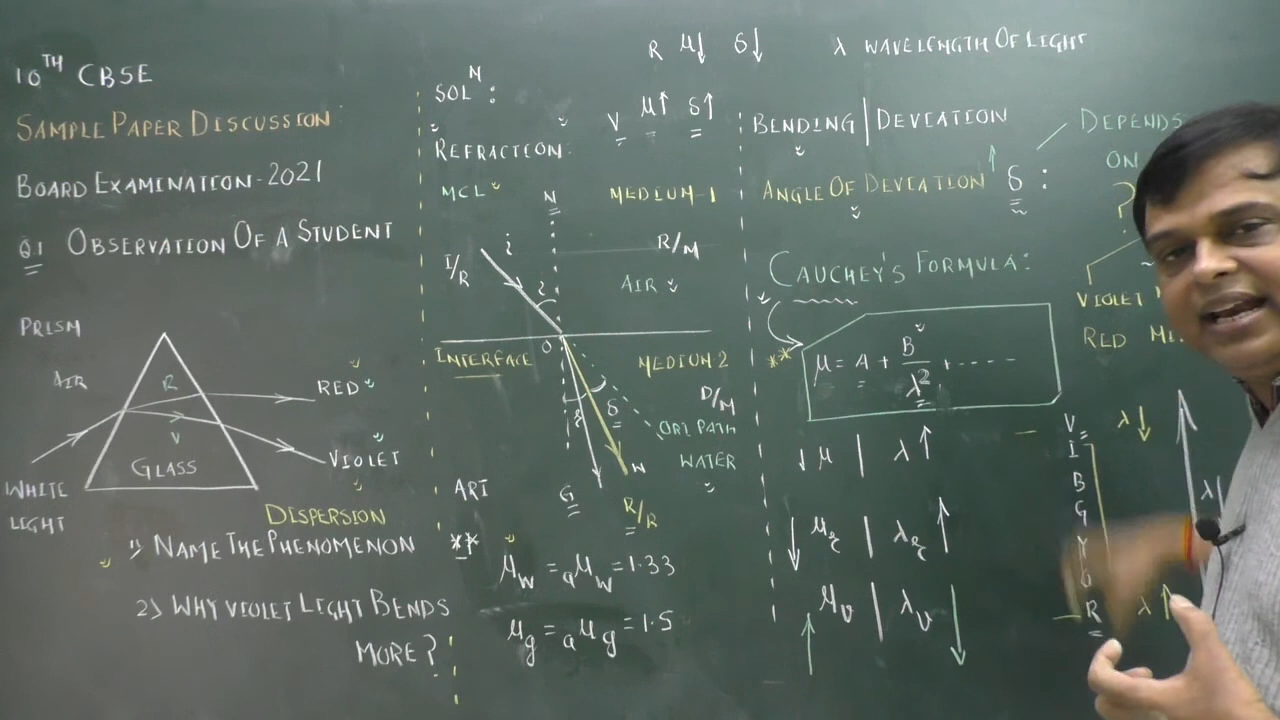 10TH CBSE
SAMPLE PAPER DISCUSSION:
BOARD EXAMINATION-2021
Q.1 OBSERVATION OF A STUDENT
PRISM
AIR
R
RED
V
VIOLET
GLASS
WHITE
LIGHT
DISPERSION
1) NAME THE PHENOMENON
2) WHY VIOLET LIGHT BENDS
MORE?
R μ↓ δ↓
λ WAVELENGTH OF LIGHT
SOLN:
V μ↑ δ↑
REFRACTION:
MCL
N
MEDIUM-1
I/R
i
R/M
AIR
O
INTERFACE
MEDIUM 2
D/M
δ
ORI PATH
W
WATER
ART
G
R/R
**
μw = aμw = 1.33
μg = aμg = 1.5
BENDING | DEVIATION
ANGLE OF DEVIATION ↑ δ:
DEPENDS
ON
?
CAUCHEY'S FORMULA:
VIOLET
RED
** μ = A + B/λ² + ....
↓ μ | λ ↑
↓ μr | λr ↑
↑ μv | λv ↓
V
I
B
G
Y
O
R
λ↓
λ
λ↑